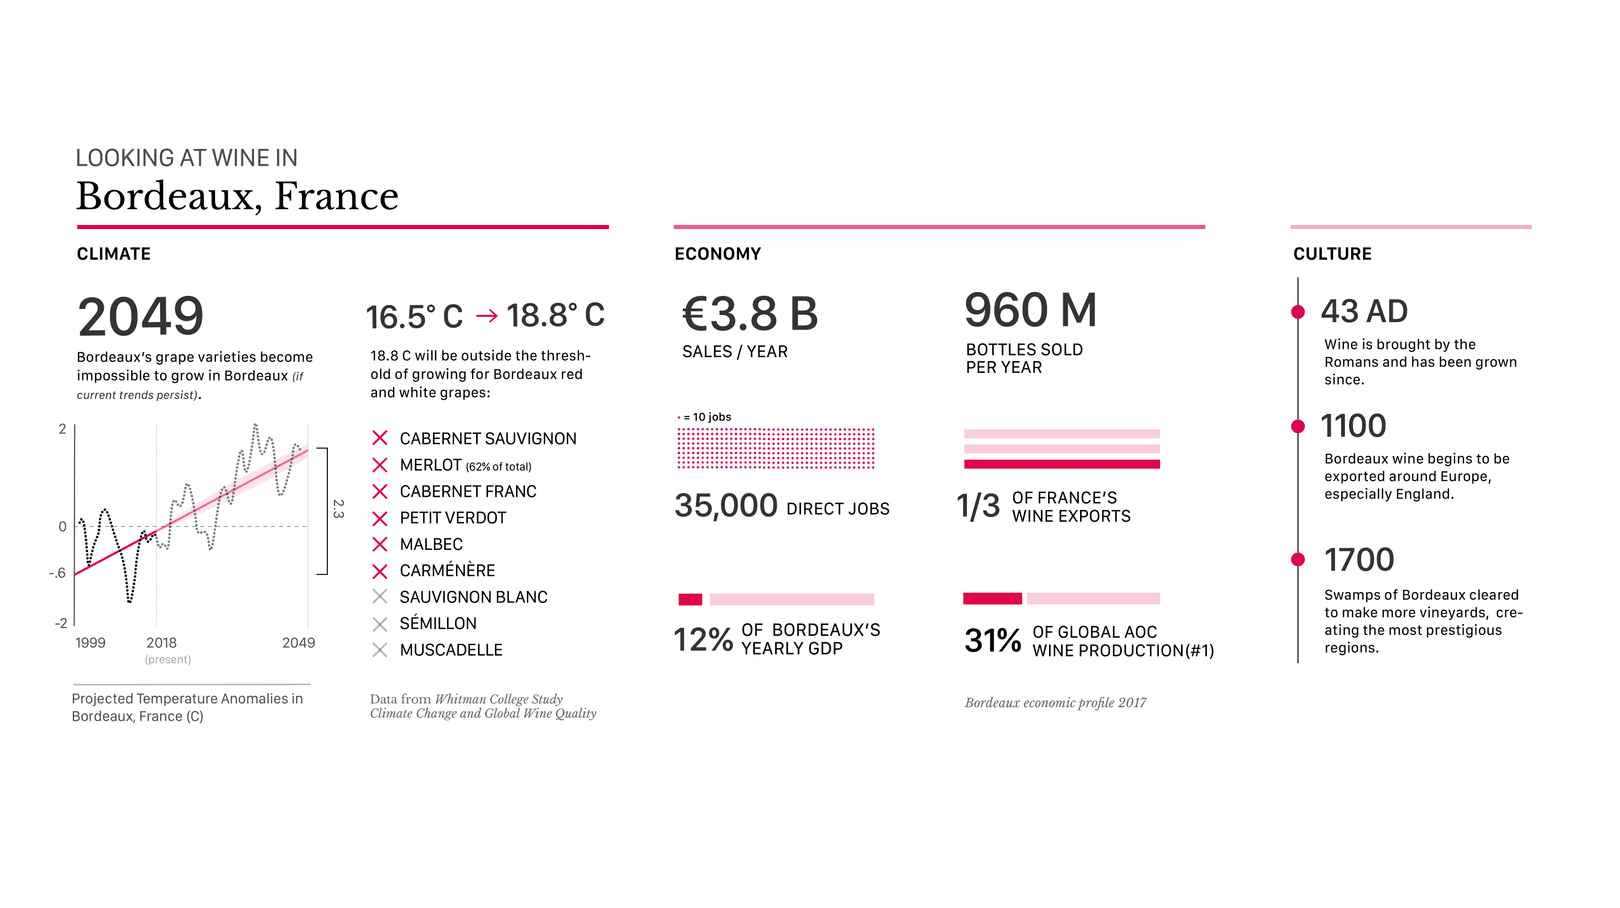 LOOKING AT WINE IN
Bordeaux, France
CLIMATE
2049
Bordeaux's grape varieties become
impossible to grow in Bordeaux (if
current trends persist).
2
0
-.6
-2
1999
2018
(present)
2049
2.3
Projected Temperature Anomalies in
Bordeaux, France (C)
16.5° C → 18.8° C
18.8 C will be outside the thresh-
old of growing for Bordeaux red
and white grapes:
CABERNET SAUVIGNON
MERLOT (62% of total)
CABERNET FRANC
PETIT VERDOT
MALBEC
CARMÉNÈRE
SAUVIGNON BLANC
SÉMILLON
MUSCADELLE
Data from Whitman College Study
Climate Change and Global Wine Quality
ECONOMY
€3.8 B
SALES / YEAR
960 M
BOTTLES SOLD
PER YEAR
= 10 jobs
35,000 DIRECT JOBS
1/3 OF FRANCE'S
WINE EXPORTS
12% OF BORDEAUX'S
YEARLY GDP
31% OF GLOBAL AOC
WINE PRODUCTION(#1)
Bordeaux economic profile 2017
CULTURE
43 AD
Wine is brought by the
Romans and has been grown
since.
1100
Bordeaux wine begins to be
exported around Europe,
especially England.
1700
Swamps of Bordeaux cleared
to make more vineyards, cre-
ating the most prestigious
regions.